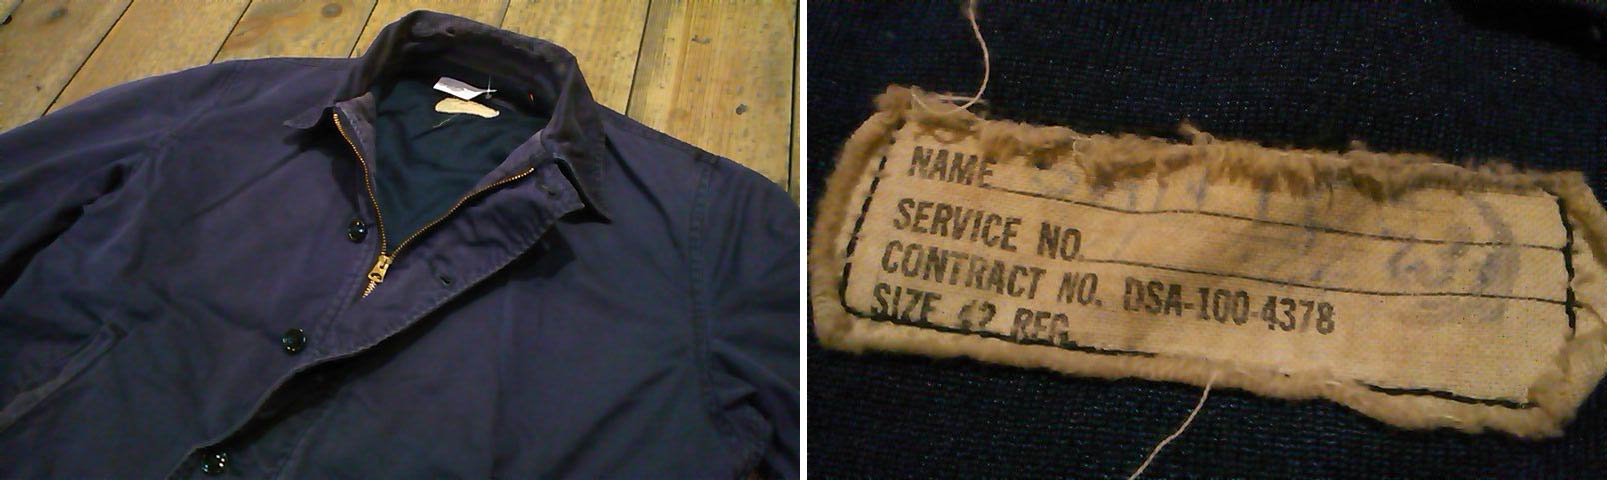 NAME
SERVICE NO.
CONTRACT NO. DSA-100-4378
SIZE 42 REG.